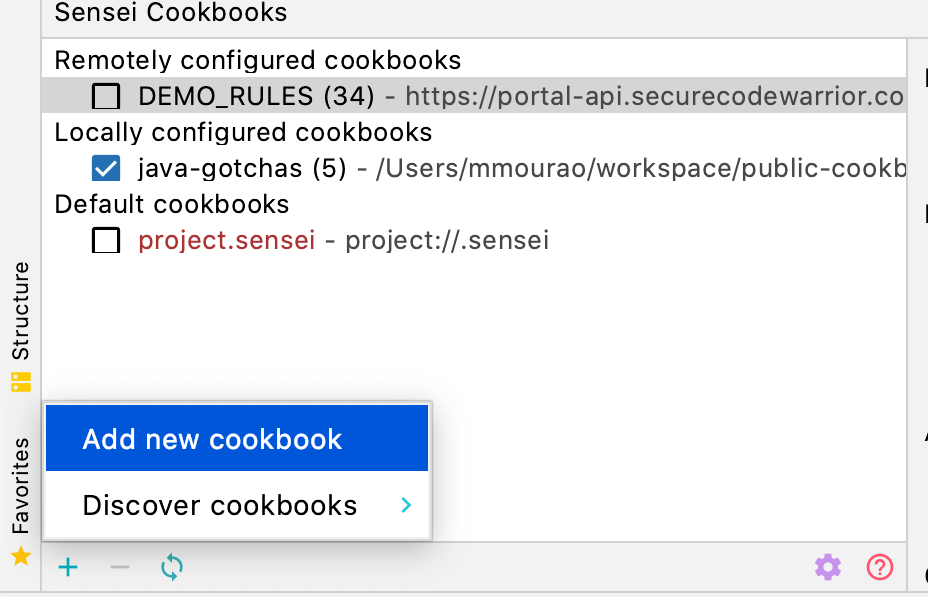 Sensei Cookbooks
Remotely configured cookbooks
DEMO_RULES (34) - https://portal-api.securecodewarrior.co
Locally configured cookbooks
java-gotchas (5) - /Users/mmourao/workspace/public-cookb
Default cookbooks
project.sensei - project://.sensei
Structure
Favorites
Add new cookbook
Discover cookbooks